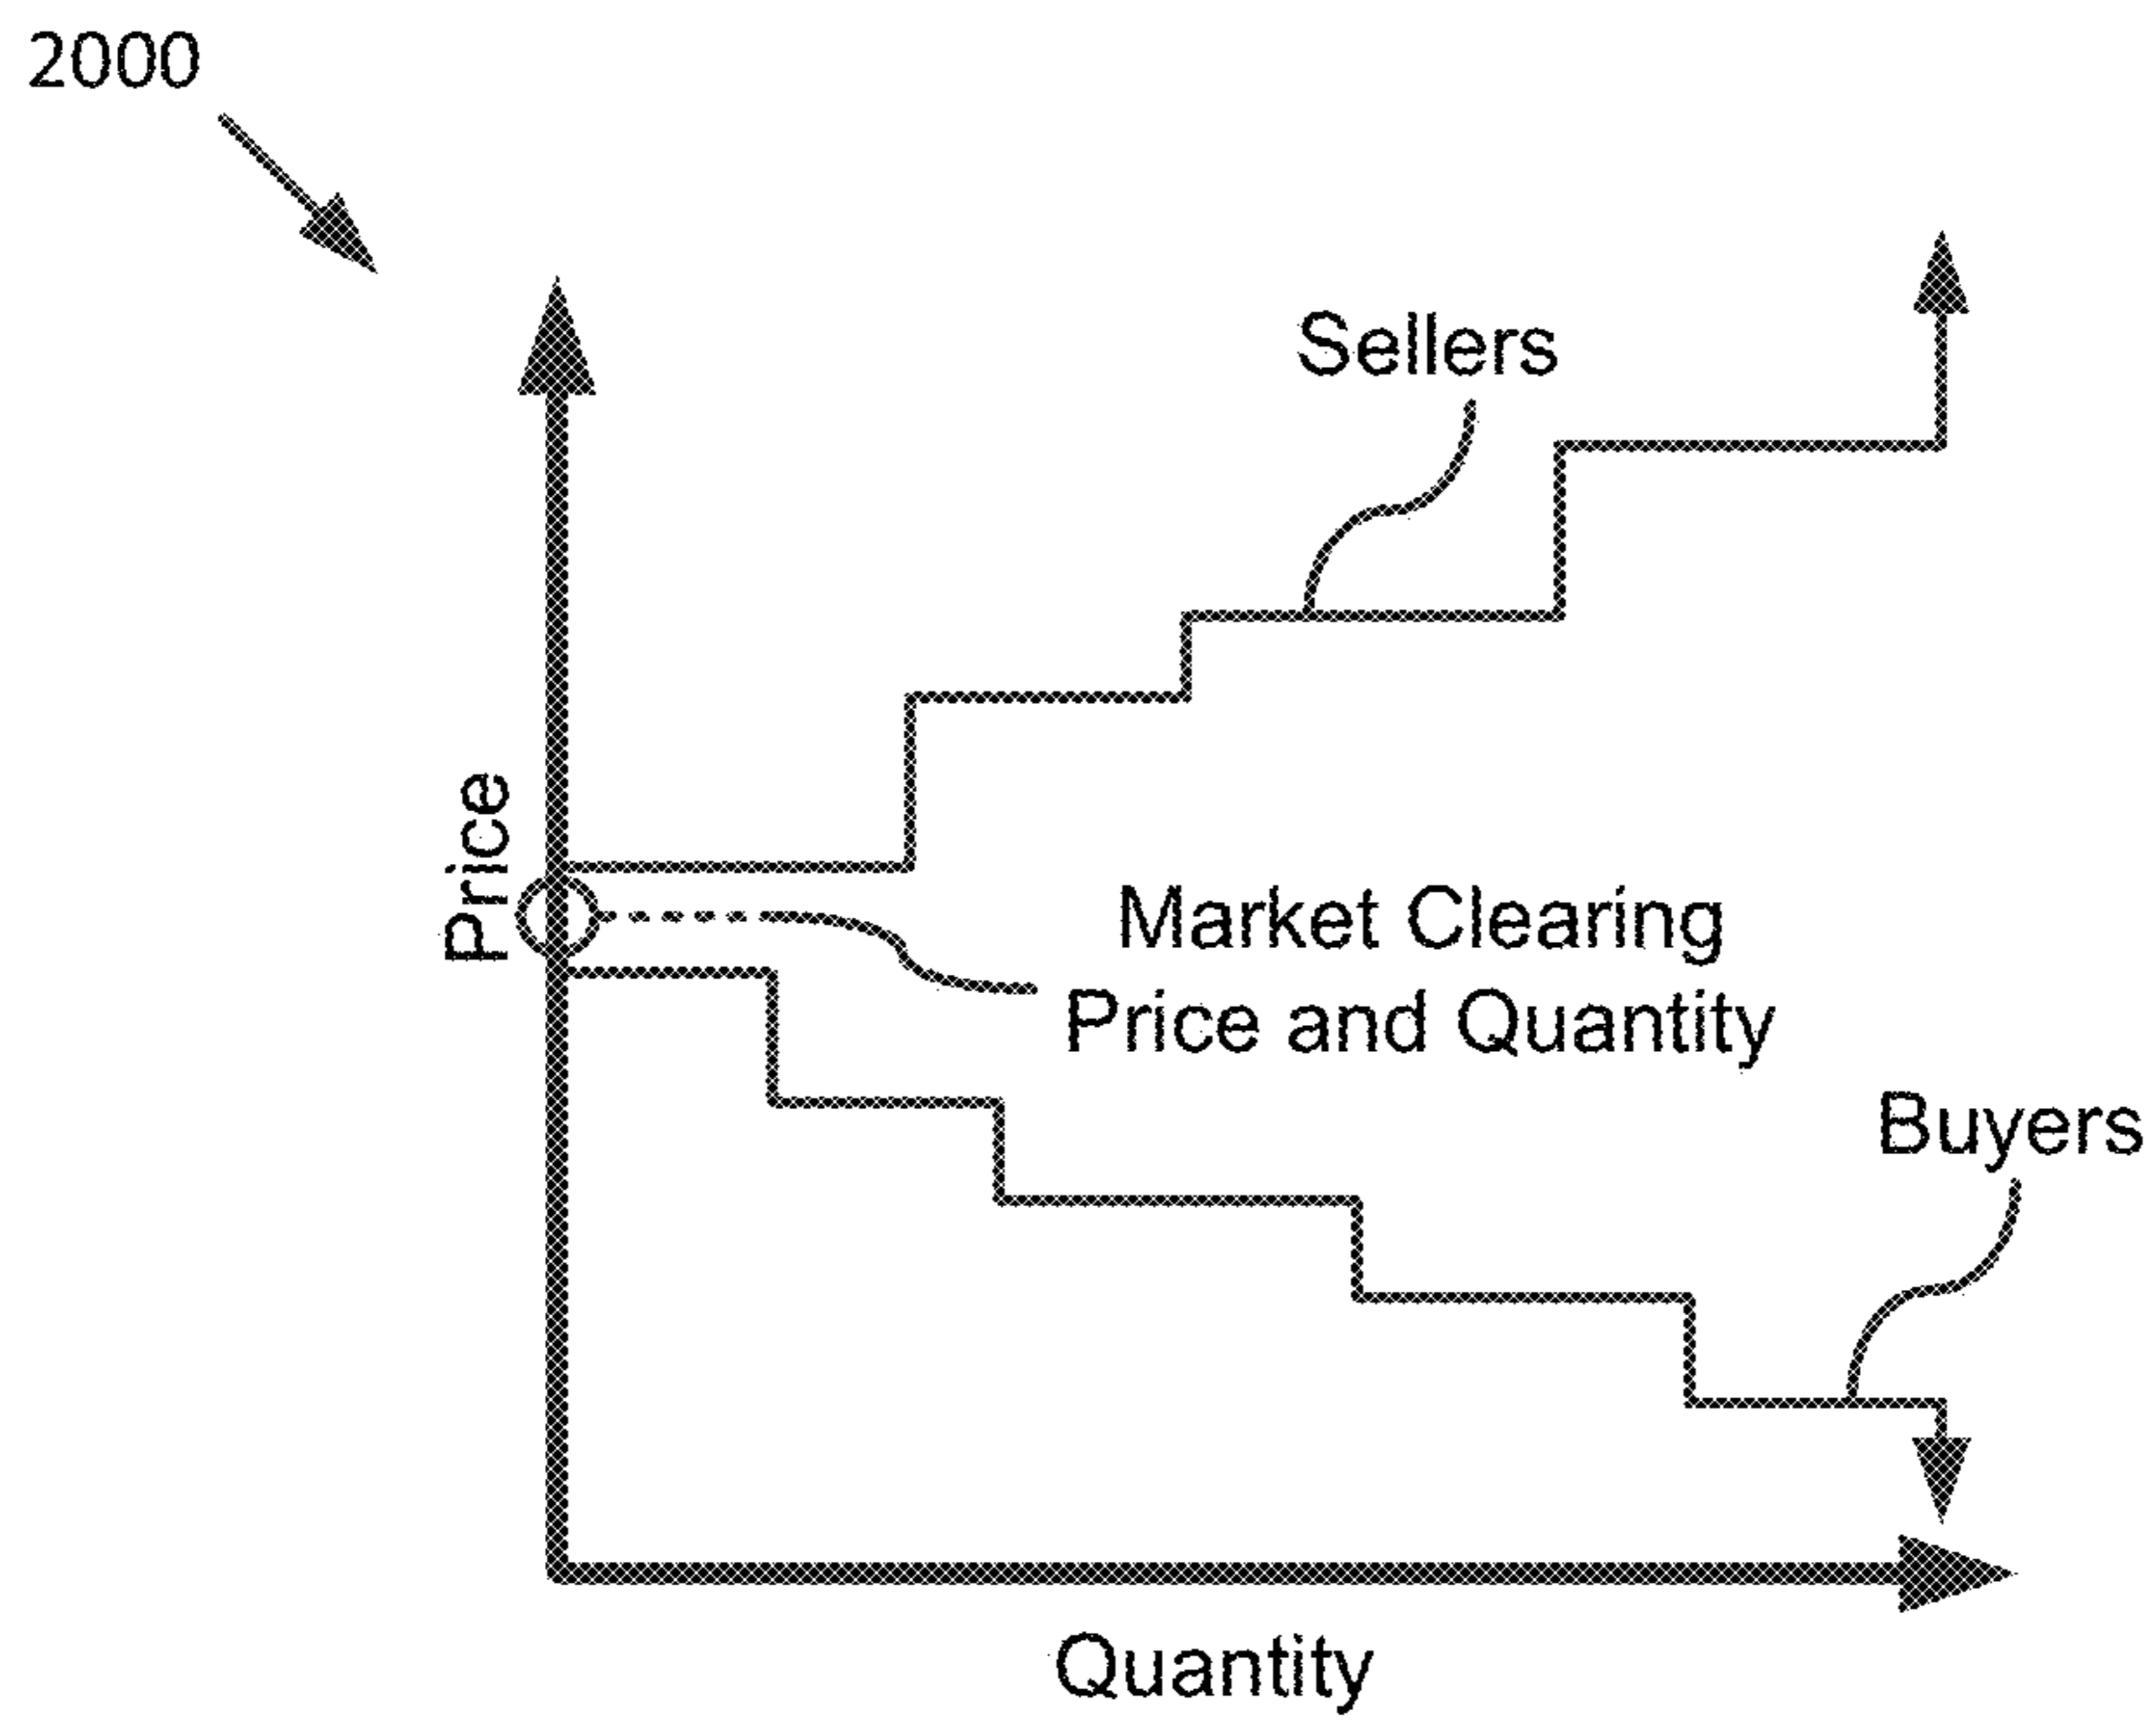 2000
Sellers
Price
Market Clearing
Price and Quantity
Buyers
Quantity